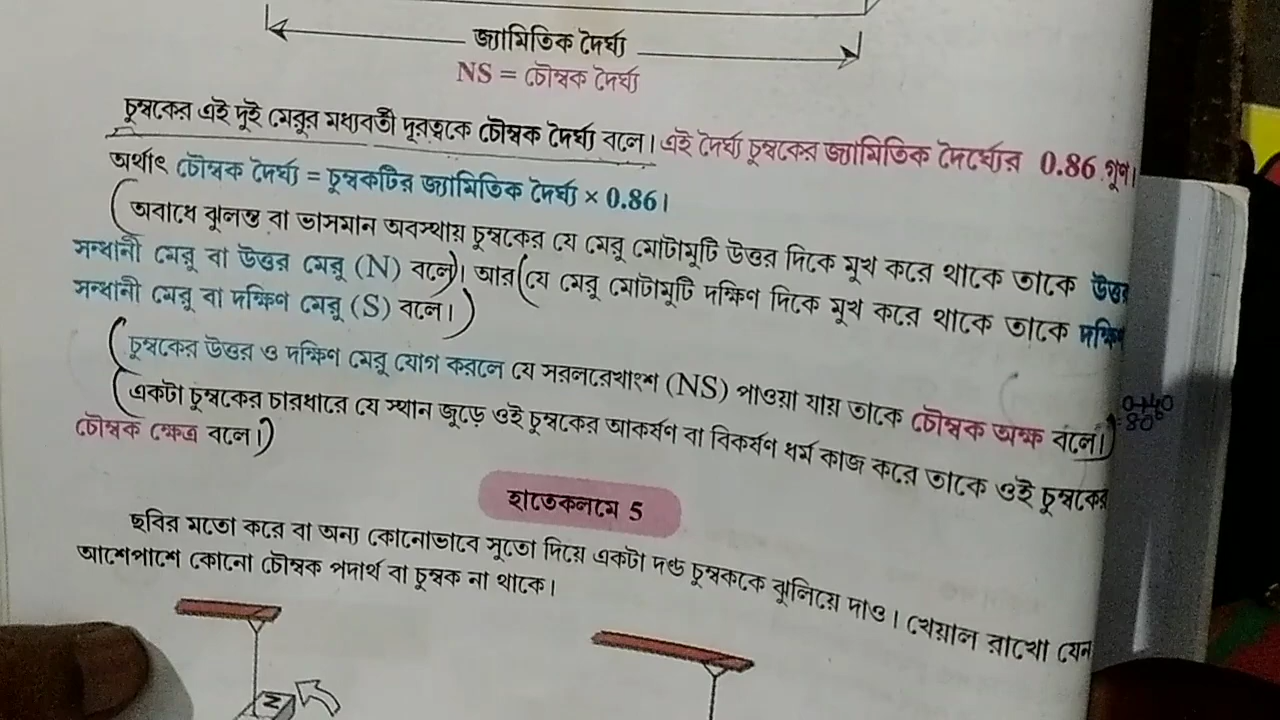 জ্যামিতিক দৈর্ঘ্য
NS = চৌম্বক দৈর্ঘ্য
চুম্বকের এই দুই মেরুর মধ্যবর্তী দূরত্বকে চৌম্বক দৈর্ঘ্য বলে। এই দৈর্ঘ্য চুম্বকের জ্যামিতিক দৈর্ঘ্যের 0.86 গুণ।
অর্থাৎ চৌম্বক দৈর্ঘ্য = চুম্বকটির জ্যামিতিক দৈর্ঘ্য × 0.86।
(অবাধে ঝুলন্ত বা ভাসমান অবস্থায় চুম্বকের যে মেরু মোটামুটি উত্তর দিকে মুখ করে থাকে তাকে উত্তর
সন্ধানী মেরু বা উত্তর মেরু (N) বলে)। আর (যে মেরু মোটামুটি দক্ষিণ দিকে মুখ করে থাকে তাকে দক্ষিণ
সন্ধানী মেরু বা দক্ষিণ মেরু (S) বলে।)
(চুম্বকের উত্তর ও দক্ষিণ মেরু যোগ করলে যে সরলরেখাংশ (NS) পাওয়া যায় তাকে চৌম্বক অক্ষ বলে।)
(একটা চুম্বকের চারধারে যে স্থান জুড়ে ওই চুম্বকের আকর্ষণ বা বিকর্ষণ ধর্ম কাজ করে তাকে ওই চুম্বকের
চৌম্বক ক্ষেত্র বলে।)
হাতেকলমে 5
ছবির মতো করে বা অন্য কোনোভাবে সুতো দিয়ে একটা দণ্ড চুম্বককে ঝুলিয়ে দাও। খেয়াল রাখো যেন
আশেপাশে কোনো চৌম্বক পদার্থ বা চুম্বক না থাকে।
N